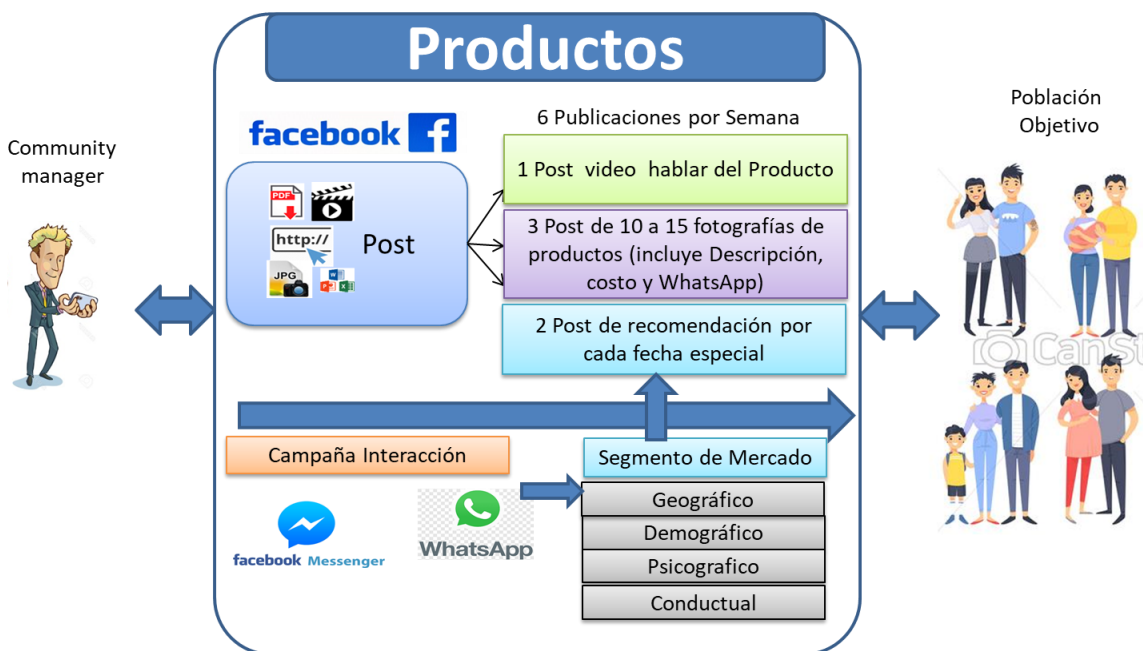 Productos
Community
manager
facebook f
PDF
http://
JPG
Post
6 Publicaciones por Semana
1 Post video hablar del Producto
3 Post de 10 a 15 fotografías de
productos (incluye Descripción,
costo y WhatsApp)
2 Post de recomendación por
cada fecha especial
Población
Objetivo
CanSt
Campaña Interacción
facebook Messenger
WhatsApp
Segmento de Mercado
Geográfico
Demográfico
Psicografico
Conductual